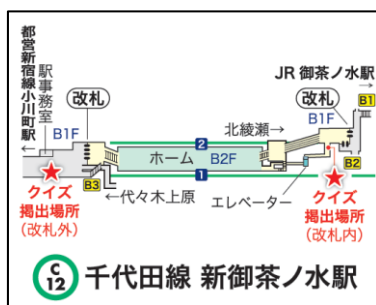 都営新宿線小川町駅
駅事務室
改札
B1F
北綾瀬→
JR 御茶ノ水駅
改札
B1F
B1
B2
2
ホーム B2F
1
B3
←代々木上原
エレベーター
クイズ
掲出場所
(改札外)
クイズ
掲出場所
(改札内)
C
12
千代田線 新御茶ノ水駅